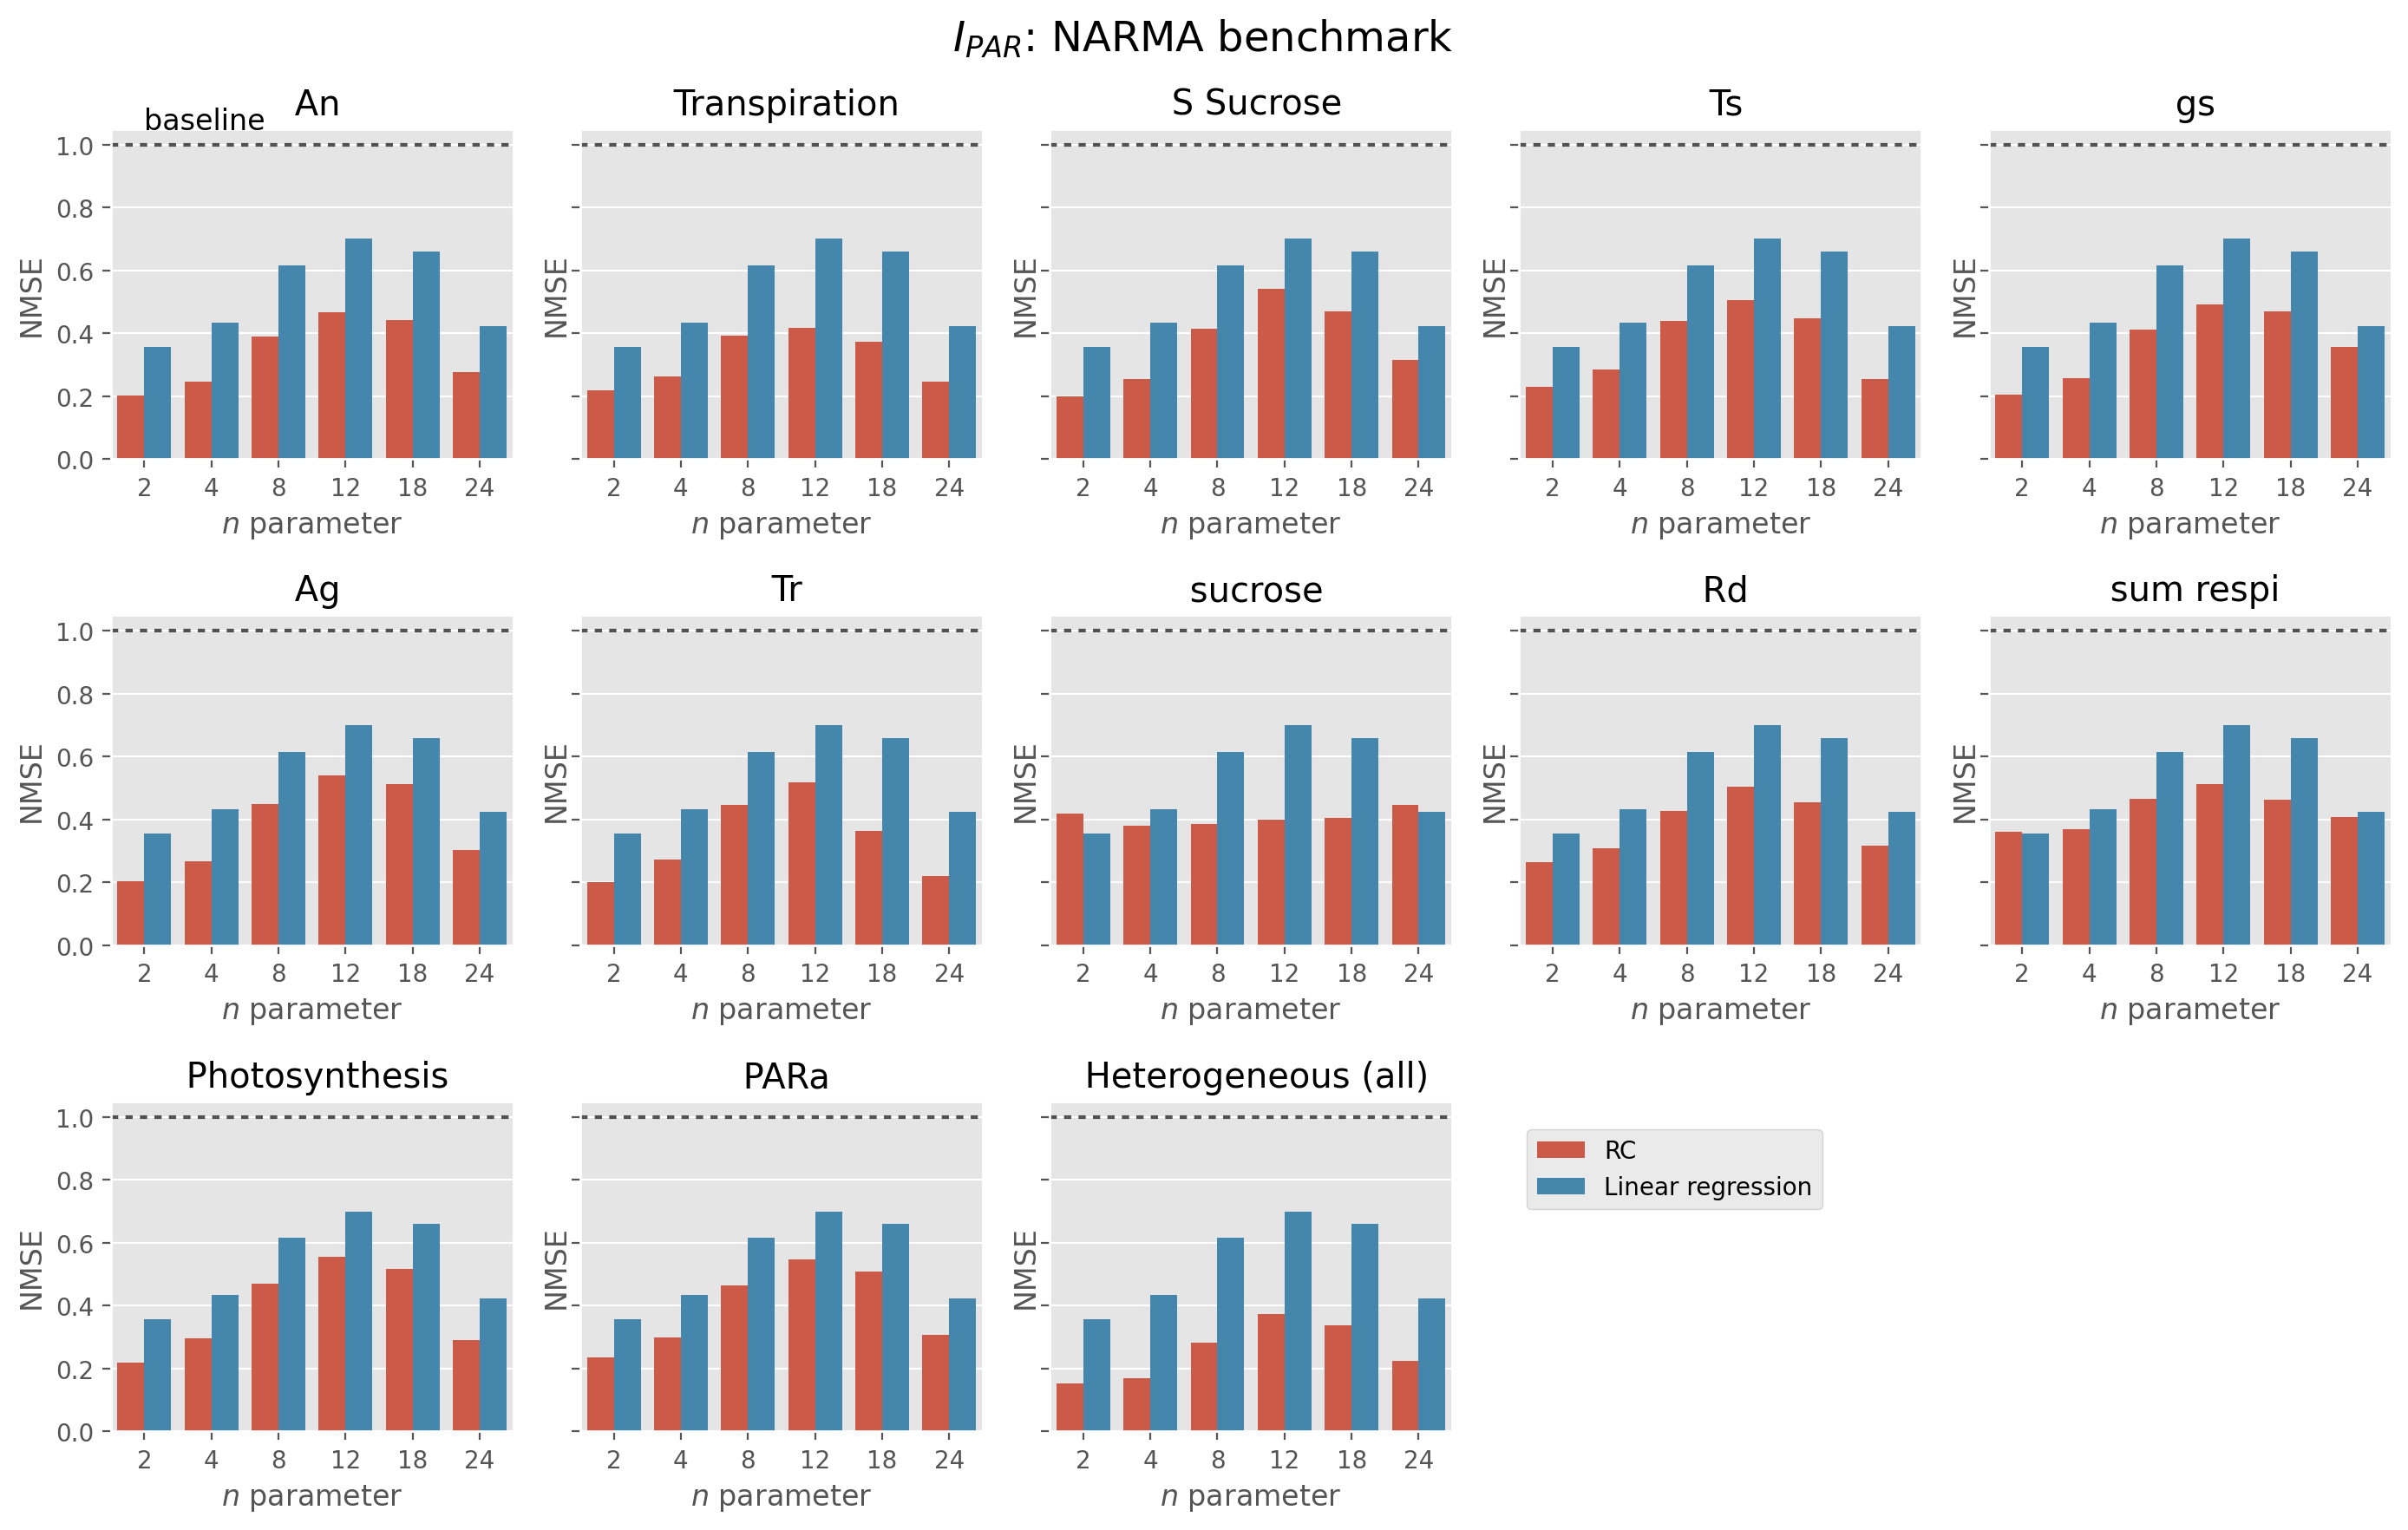 I_PAR: NARMA benchmark
An
baseline
NMSE
1.0
0.8
0.6
0.4
0.2
0.0
2 4 8 12 18 24
n parameter
Transpiration
NMSE
2 4 8 12 18 24
n parameter
S Sucrose
NMSE
2 4 8 12 18 24
n parameter
Ts
NMSE
2 4 8 12 18 24
n parameter
gs
NMSE
2 4 8 12 18 24
n parameter
Ag
NMSE
1.0
0.8
0.6
0.4
0.2
0.0
2 4 8 12 18 24
n parameter
Tr
NMSE
2 4 8 12 18 24
n parameter
sucrose
NMSE
2 4 8 12 18 24
n parameter
Rd
NMSE
2 4 8 12 18 24
n parameter
sum respi
NMSE
2 4 8 12 18 24
n parameter
Photosynthesis
NMSE
1.0
0.8
0.6
0.4
0.2
0.0
2 4 8 12 18 24
n parameter
PARa
NMSE
2 4 8 12 18 24
n parameter
Heterogeneous (all)
NMSE
2 4 8 12 18 24
n parameter
RC
Linear regression